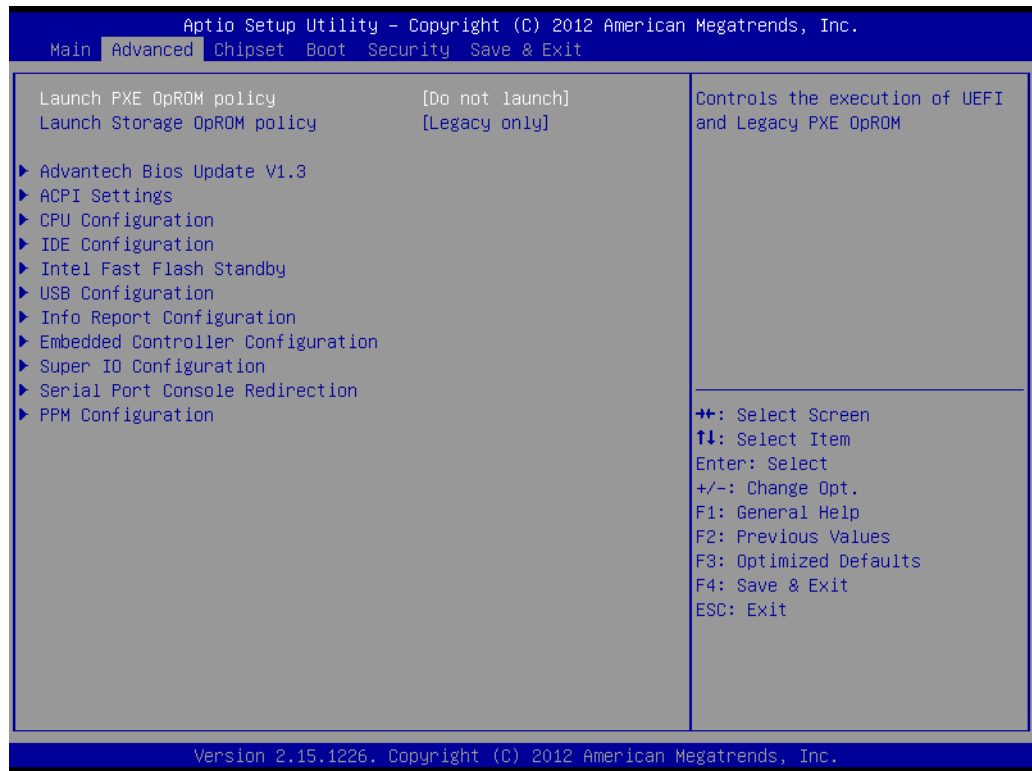 Aptio Setup Utility – Copyright (C) 2012 American Megatrends, Inc.
Main Advanced Chipset Boot Security Save & Exit
Launch PXE OpROM policy [Do not launch]
Launch Storage OpROM policy [Legacy only]
Advantech Bios Update V1.3
ACPI Settings
CPU Configuration
IDE Configuration
Intel Fast Flash Standby
USB Configuration
Info Report Configuration
Embedded Controller Configuration
Super IO Configuration
Serial Port Console Redirection
PPM Configuration
Controls the execution of UEFI
and Legacy PXE OpROM
→←: Select Screen
↑↓: Select Item
Enter: Select
+/-: Change Opt.
F1: General Help
F2: Previous Values
F3: Optimized Defaults
F4: Save & Exit
ESC: Exit
Version 2.15.1226. Copyright (C) 2012 American Megatrends, Inc.